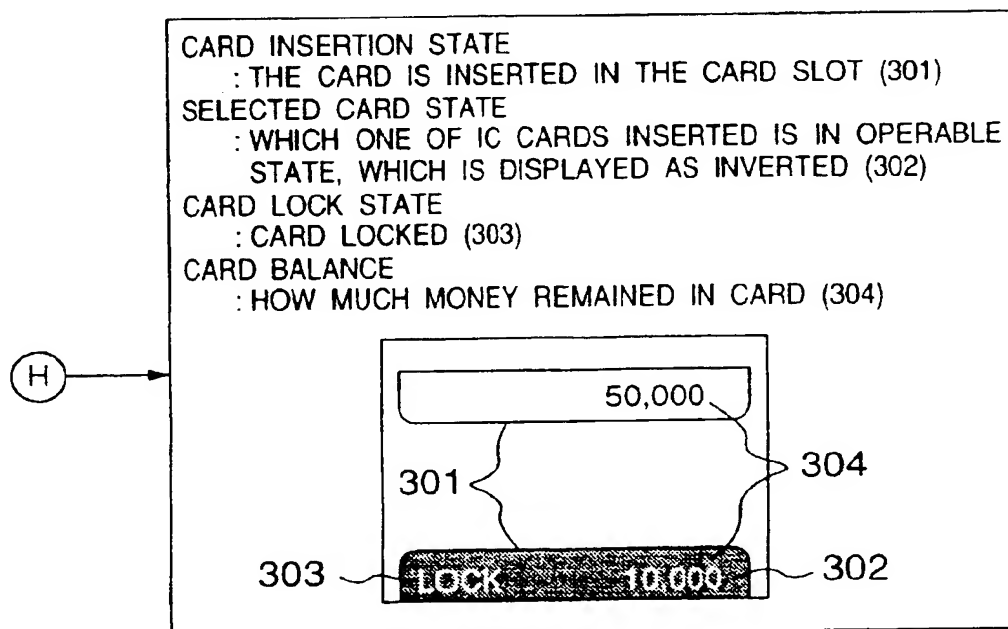 CARD INSERTION STATE
: THE CARD IS INSERTED IN THE CARD SLOT (301)
SELECTED CARD STATE
: WHICH ONE OF IC CARDS INSERTED IS IN OPERABLE
STATE, WHICH IS DISPLAYED AS INVERTED (302)
CARD LOCK STATE
: CARD LOCKED (303)
CARD BALANCE
: HOW MUCH MONEY REMAINED IN CARD (304)
H
50,000
301
304
303
LOCK
10,000
302